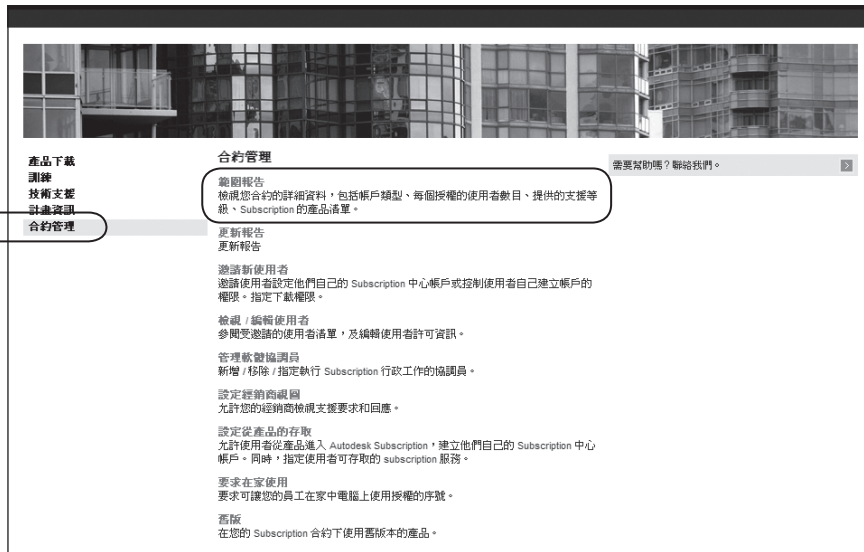 產品下載
訓練
技術支援
計畫資訊
合約管理
合約管理
範圍報告
檢視您合約的詳細資料，包括帳戶類型、每個授權的使用者數目、提供的支援等
級、Subscription 的產品清單。
更新報告
更新報告
邀請新使用者
邀請使用者設定他們自己的 Subscription 中心帳戶或控制使用者自己建立帳戶的
權限。指定下載權限。
檢視 / 編輯使用者
參閱受邀請的使用者清單，及編輯使用者許可資訊。
管理軟體協調員
新增 / 移除 / 指定執行 Subscription 行政工作的協調員。
設定經銷商視圖
允許您的經銷商檢視支援要求和回應。
設定從產品的存取
允許使用者從產品進入 Autodesk Subscription，建立他們自己的 Subscription 中心
帳戶。同時，指定使用者可存取的 subscription 服務。
要求在家使用
要求可讓您的員工在家中電腦上使用授權的序號。
舊版
在您的 Subscription 合約下使用舊版本的產品。
需要幫助嗎？聯絡我們。